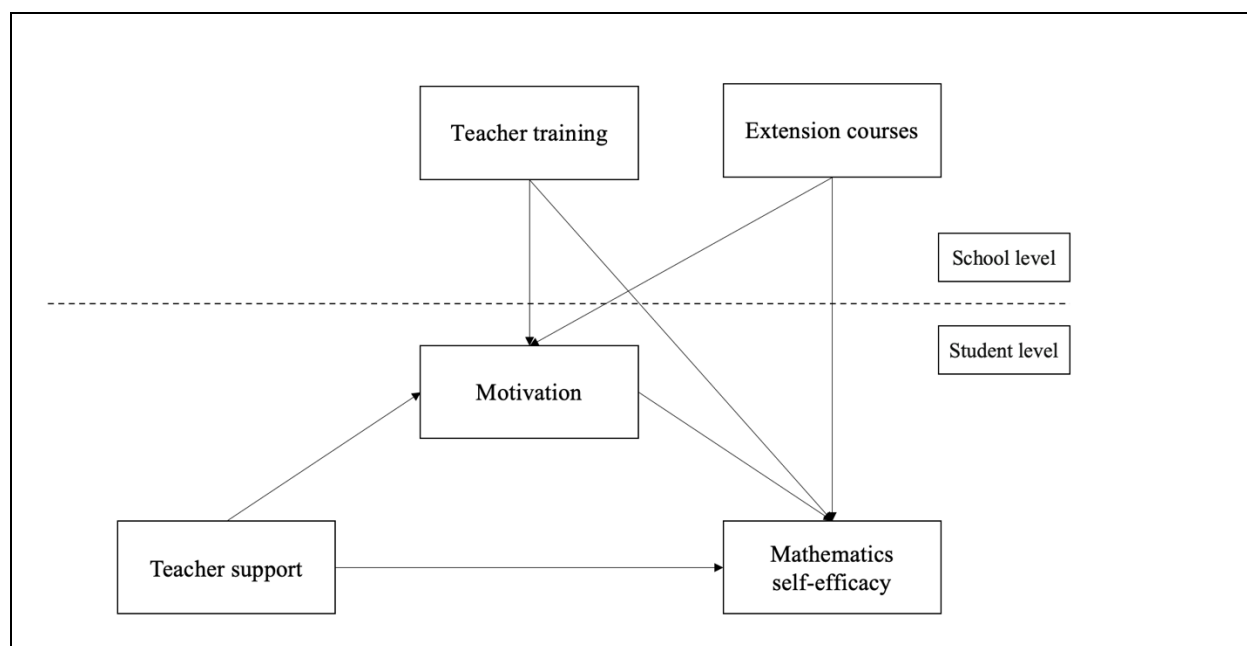 Teacher training
Extension courses
School level
Student level
Motivation
Teacher support
Mathematics
self-efficacy